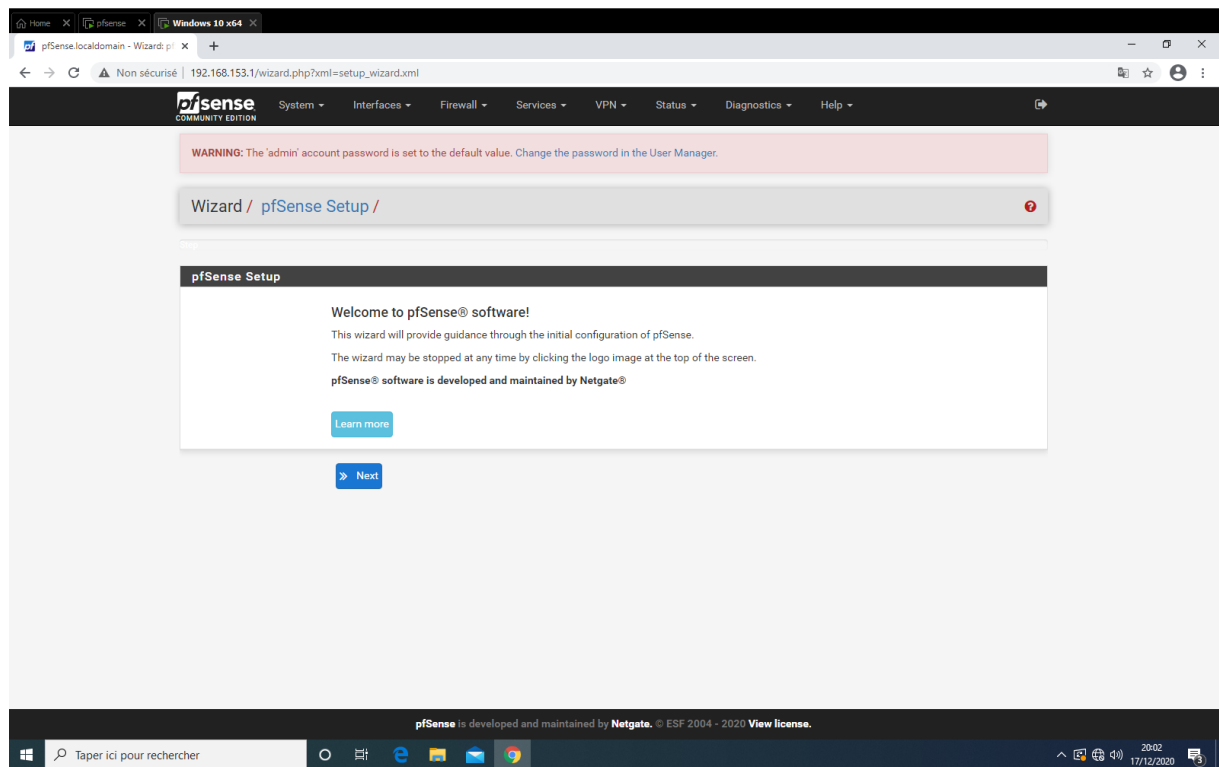 Home
pfsense
Windows 10 x64
pfSense.localdomain - Wizard: pf
Non sécurisé | 192.168.153.1/wizard.php?xml=setup_wizard.xml
pfsense
COMMUNITY EDITION
System
Interfaces
Firewall
Services
VPN
Status
Diagnostics
Help
WARNING: The 'admin' account password is set to the default value. Change the password in the User Manager.
Wizard / pfSense Setup /
pfSense Setup
Welcome to pfSense® software!
This wizard will provide guidance through the initial configuration of pfSense.
The wizard may be stopped at any time by clicking the logo image at the top of the screen.
pfSense® software is developed and maintained by Netgate®
Learn more
Next
pfSense is developed and maintained by Netgate. © ESF 2004 - 2020 View license.
Taper ici pour rechercher
20:02
17/12/2020
3